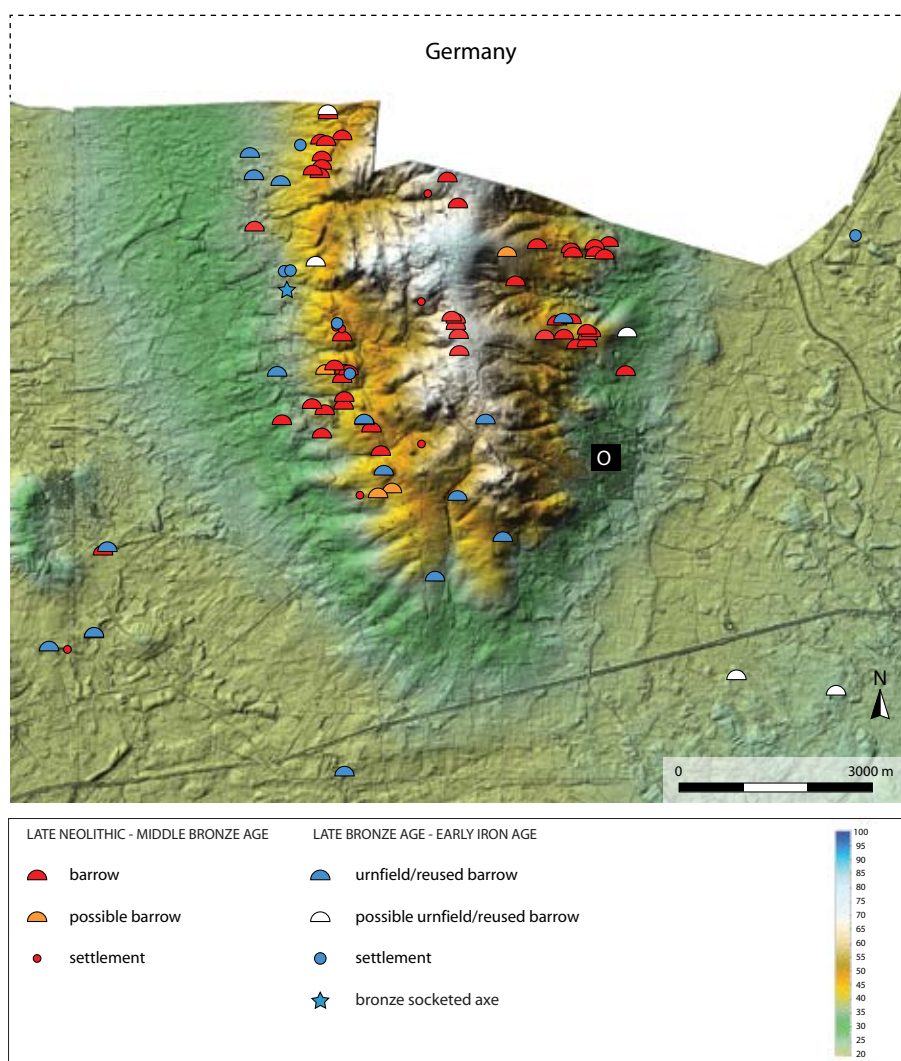 Germany
O
N
0 3000 m
LATE NEOLITHIC - MIDDLE BRONZE AGE
barrow
possible barrow
settlement
LATE BRONZE AGE - EARLY IRON AGE
urnfield/reused barrow
possible urnfield/reused barrow
settlement
bronze socketed axe
100
95
90
85
80
75
70
65
60
55
50
45
40
35
30
25
20